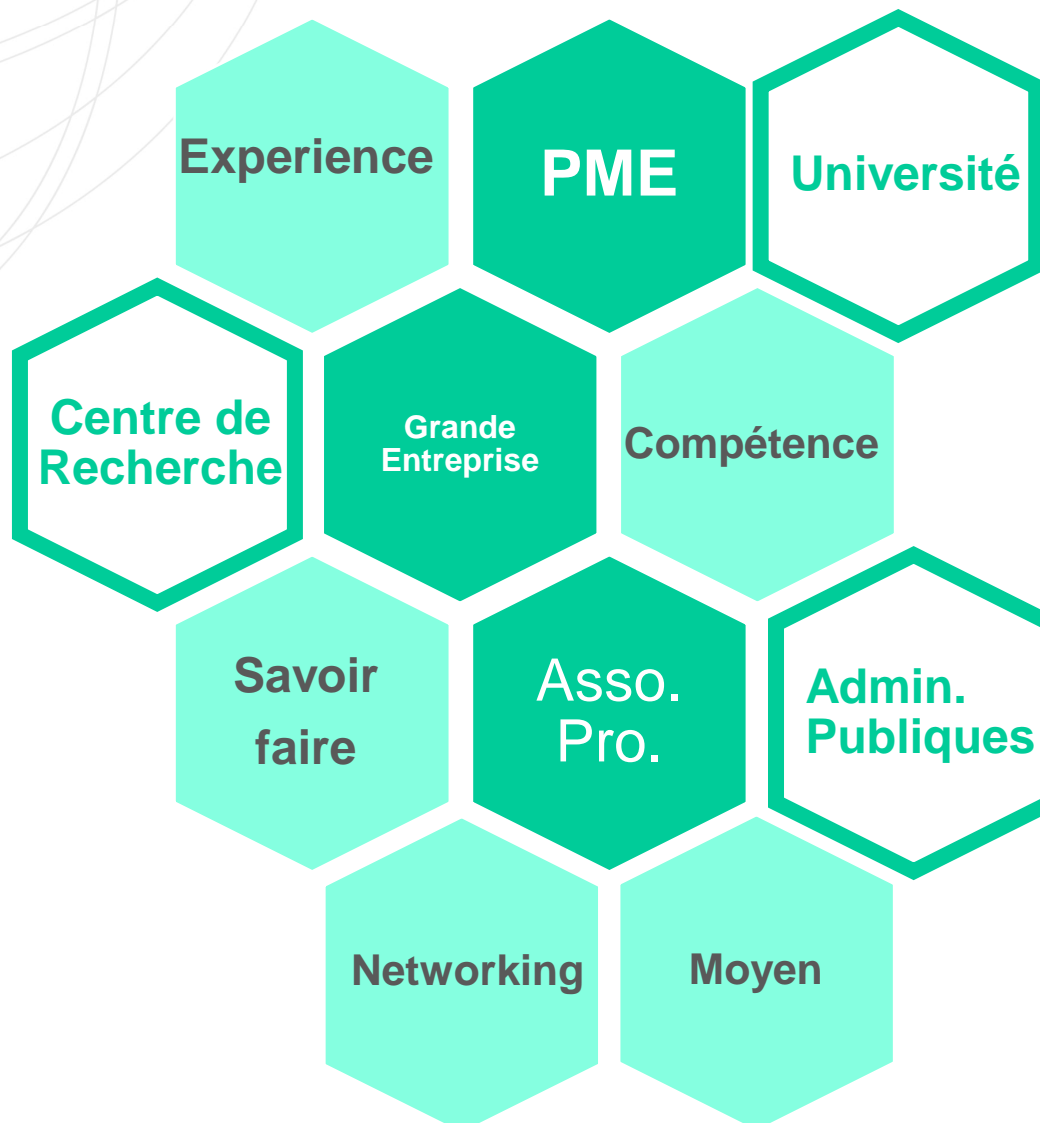 Experience
PME
Université
Centre de
Recherche
Grande
Entreprise
Compétence
Savoir
faire
Asso.
Pro.
Admin.
Publiques
Networking
Moyen